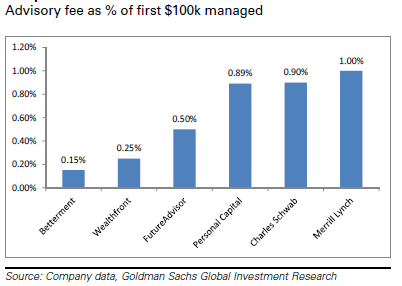 Advisory fee as % of first $100k managed
1.20%
1.00%
0.80%
0.60%
0.40%
0.20%
0.00%
0.15%
0.25%
0.50%
0.89%
0.90%
1.00%
Betterment
Wealthfront
FutureAdvisor
Personal Capital
Charles Schwab
Merrill Lynch
Source: Company data, Goldman Sachs Global Investment Research